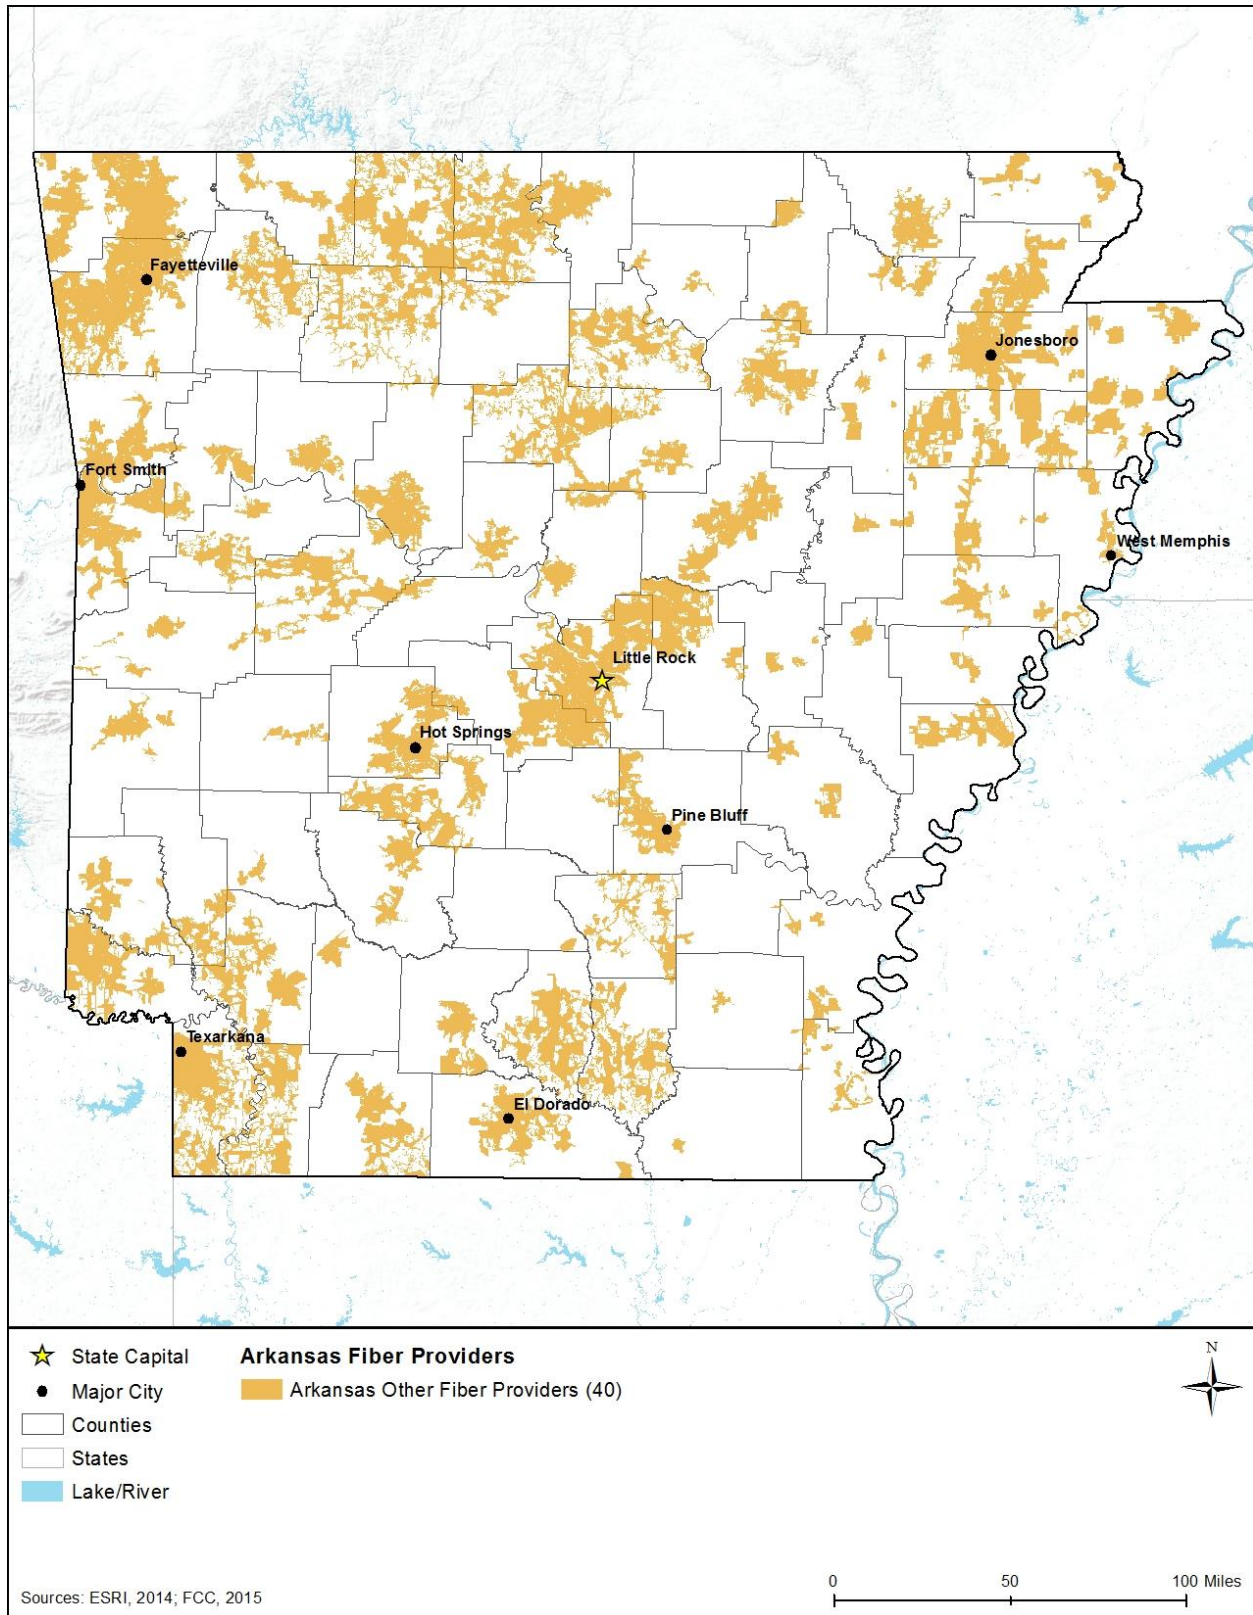 Fayetteville
Jonesboro
Fort Smith
West Memphis
Little Rock
Hot Springs
Pine Bluff
Texarkana
El Dorado
State Capital
Major City
Counties
States
Lake/River
Arkansas Fiber Providers
Arkansas Other Fiber Providers (40)
N
0 50 100 Miles
Sources: ESRI, 2014; FCC, 2015